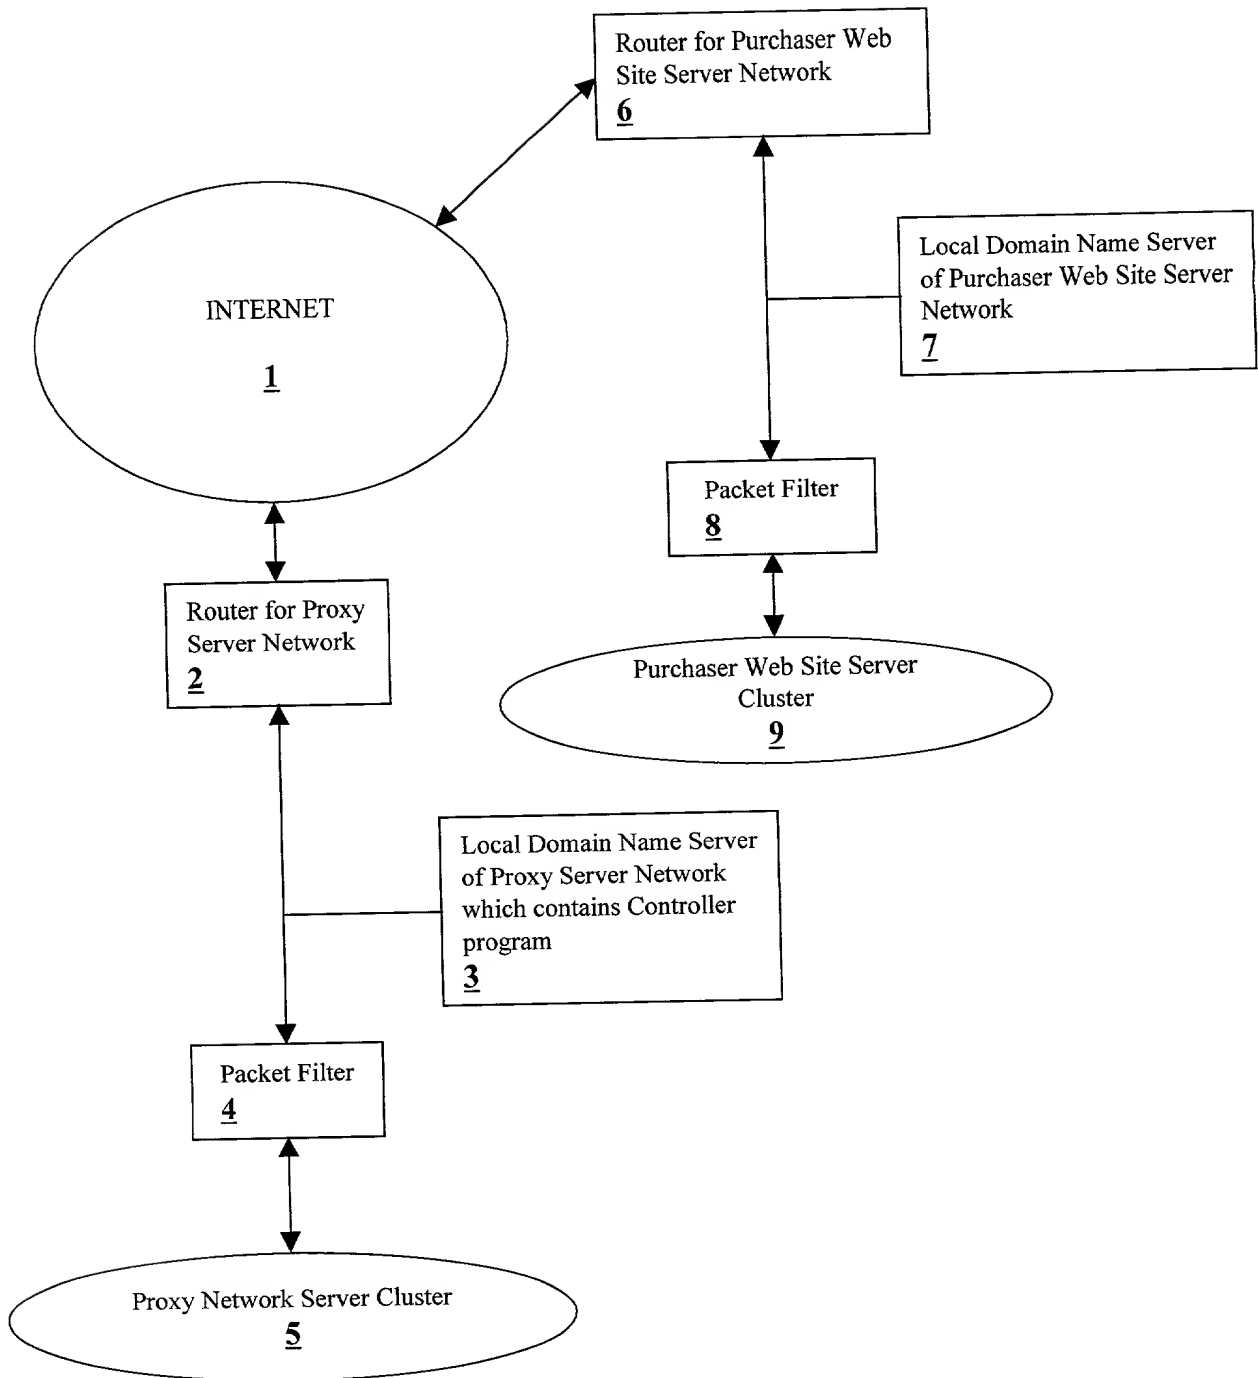 Router for Purchaser Web
Site Server Network
6
Local Domain Name Server
of Purchaser Web Site Server
Network
7
INTERNET
1
Packet Filter
8
Router for Proxy
Server Network
2
Purchaser Web Site Server
Cluster
9
Local Domain Name Server
of Proxy Server Network
which contains Controller
program
3
Packet Filter
4
Proxy Network Server Cluster
5